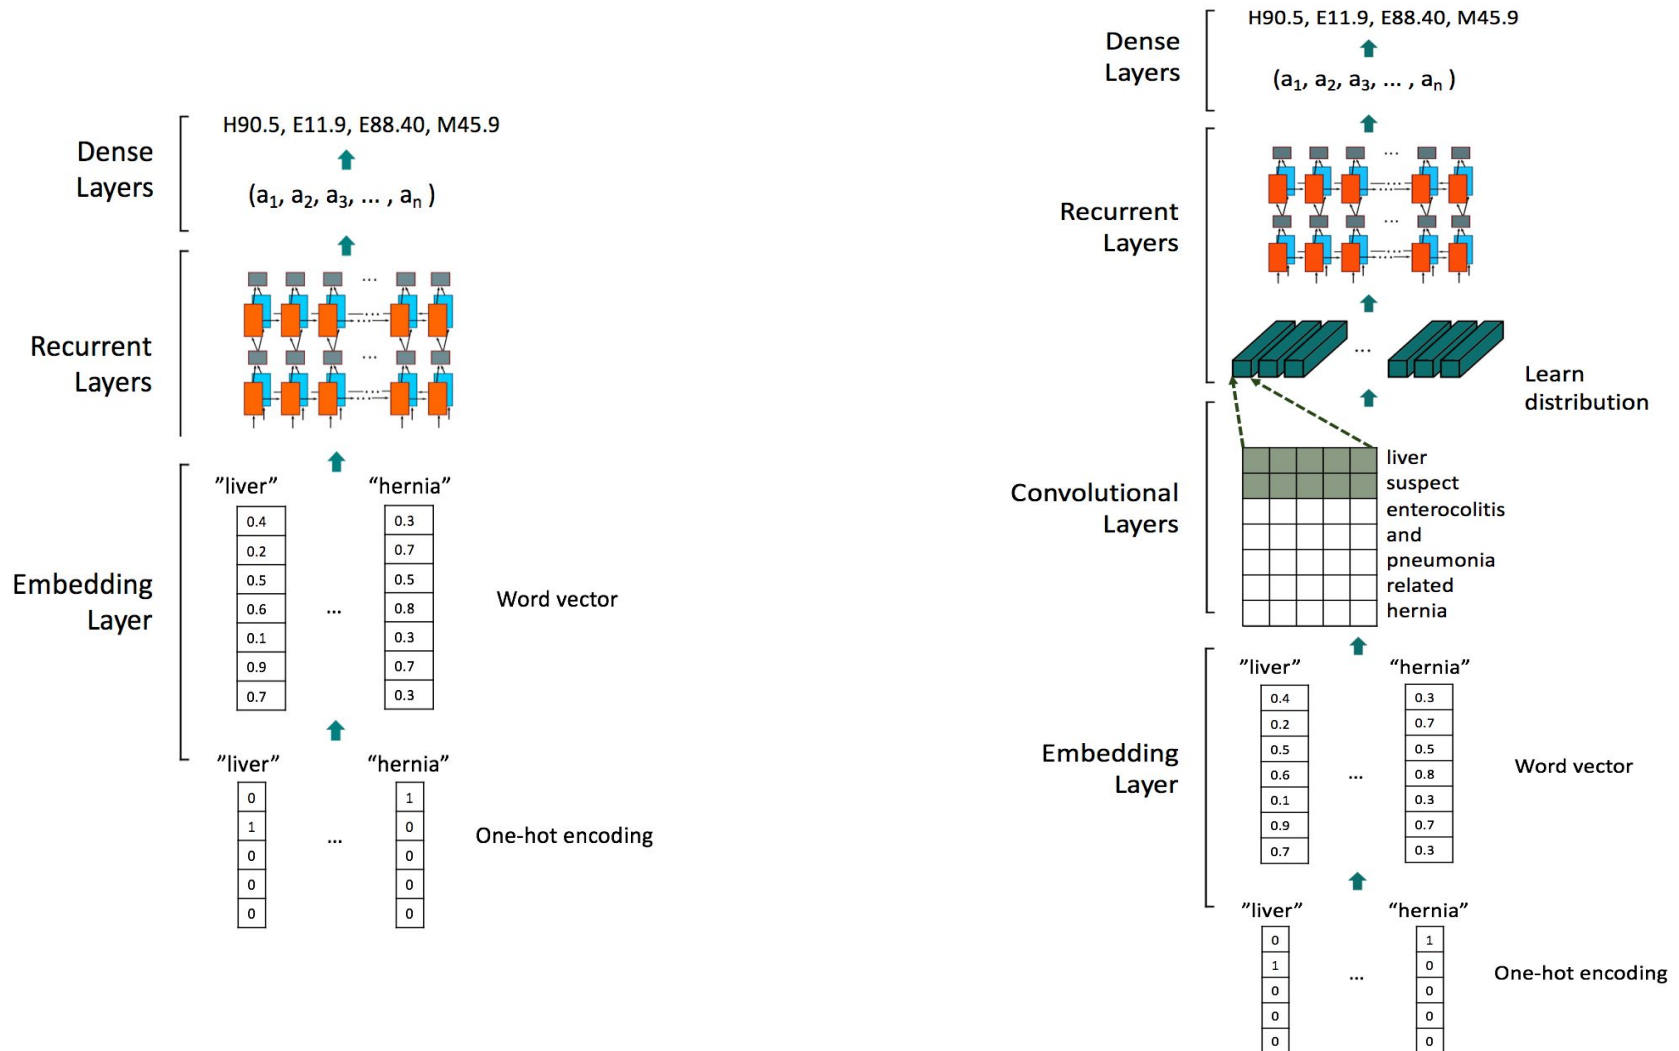 H90.5, E11.9, E88.40, M45.9
Dense
Layers
(a1, a2, a3, ... , an )
Recurrent
Layers
...
...
...
...
”liver” “hernia”
0.4 0.3
0.2 0.7
0.5 0.5
0.6 ... 0.8
0.1 0.3
0.9 0.7
0.7 0.3
Embedding
Layer
Word vector
”liver” “hernia”
0 1
1 0
0 ... 0
0 0
0 0
One-hot encoding
H90.5, E11.9, E88.40, M45.9
Dense
Layers
(a1, a2, a3, ... , an )
Recurrent
Layers
...
...
...
...
...
Learn
distribution
Convolutional
Layers
liver
suspect
enterocolitis
and
pneumonia
related
hernia
”liver” “hernia”
0.4 0.3
0.2 0.7
0.5 0.5
0.6 ... 0.8
0.1 0.3
0.9 0.7
0.7 0.3
Embedding
Layer
Word vector
”liver” “hernia”
0 1
1 0
0 ... 0
0 0
0 0
One-hot encoding